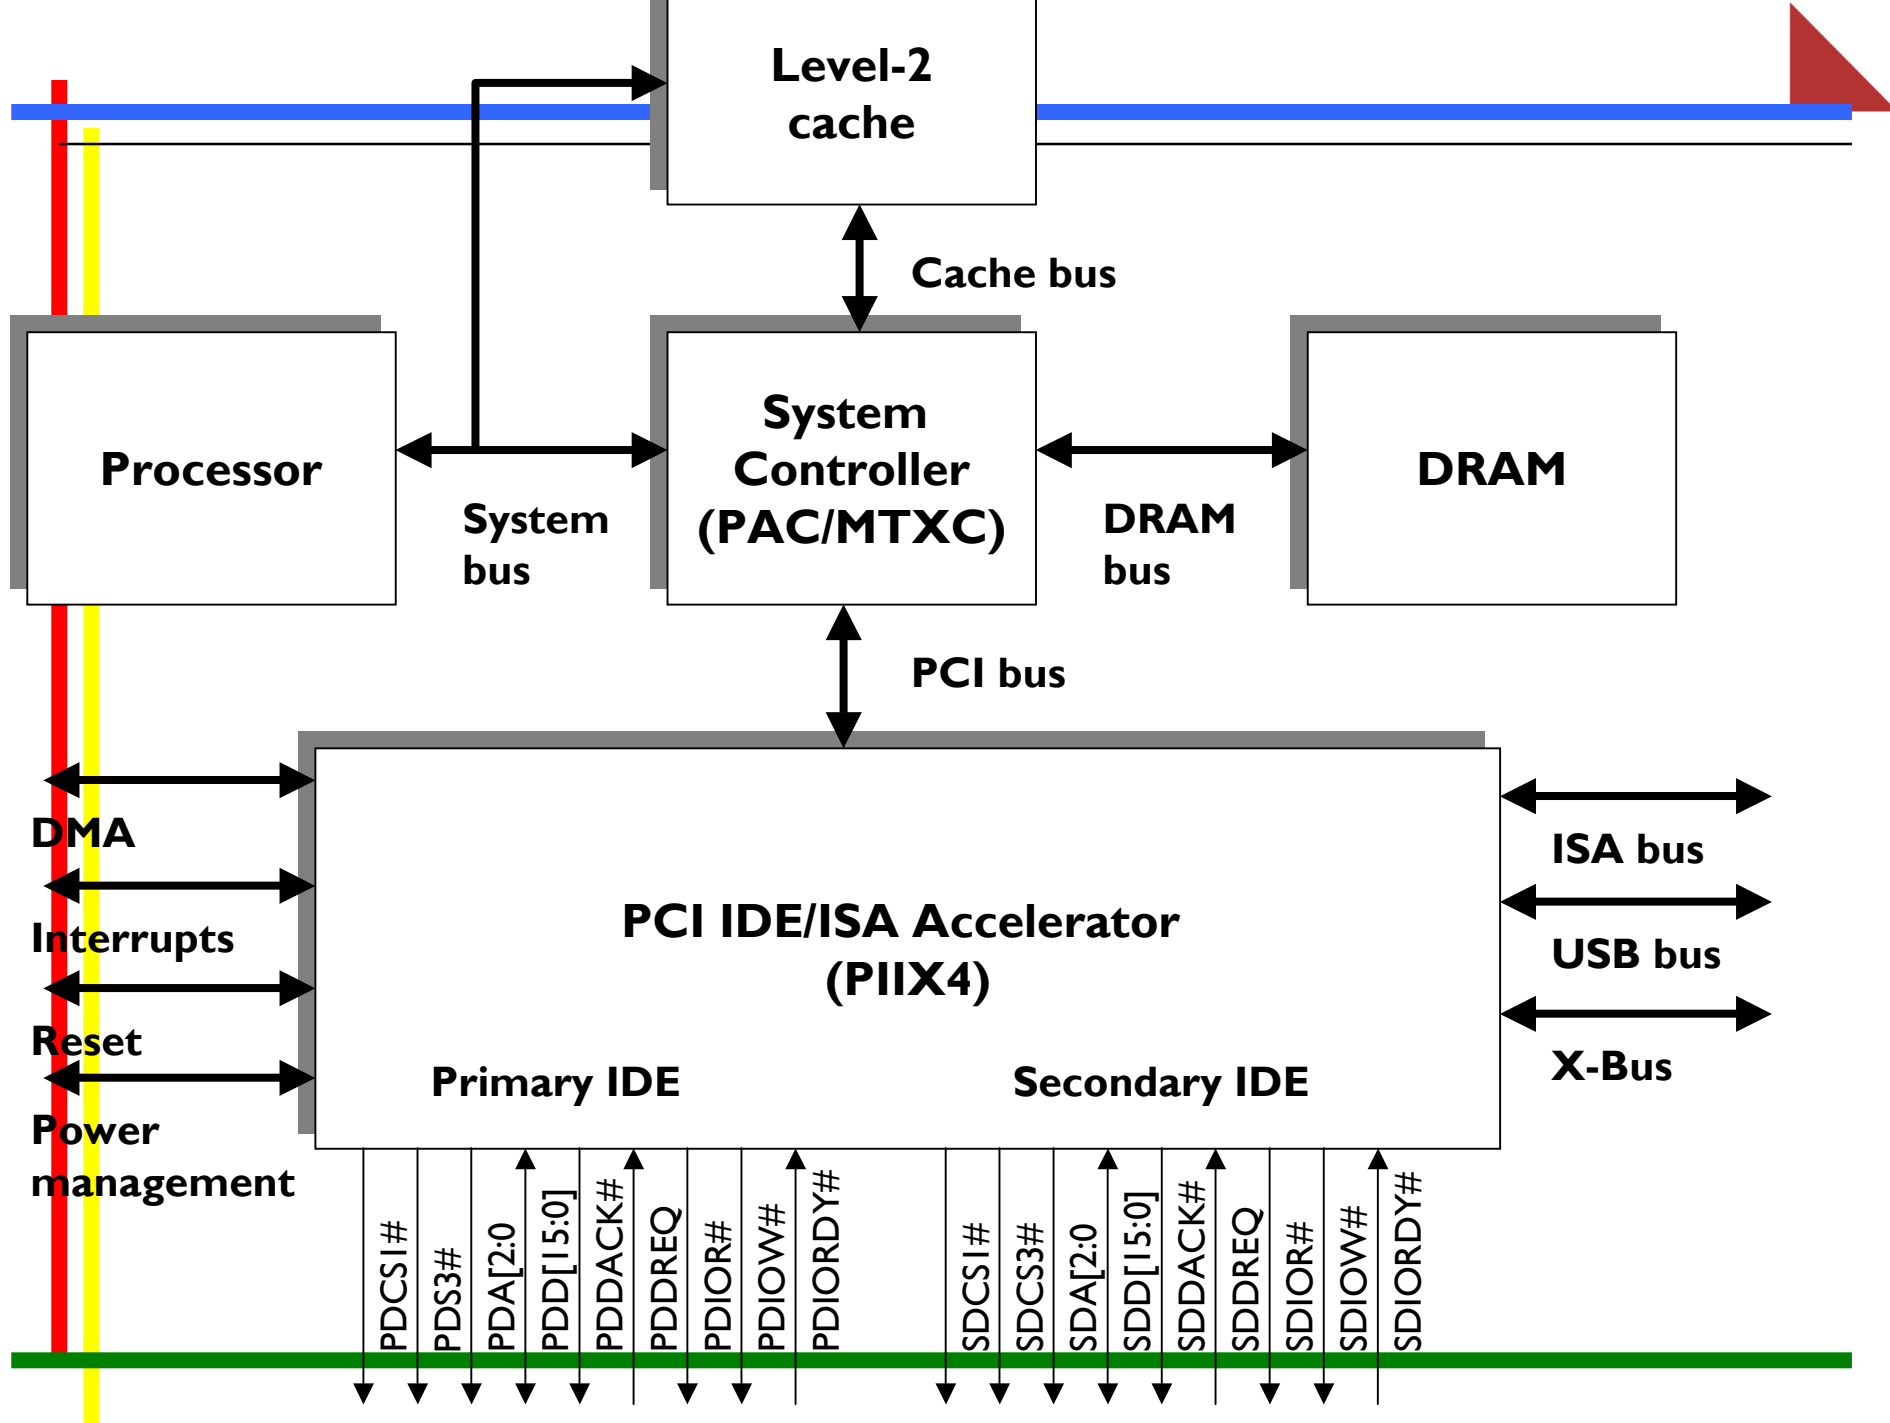 Level-2
cache
Cache bus
Processor
System
Controller
(PAC/MTXC)
DRAM
System
bus
DRAM
bus
PCI bus
DMA
Interrupts
Reset
Power
management
PCI IDE/ISA Accelerator
(PIIX4)
Primary IDE
Secondary IDE
ISA bus
USB bus
X-Bus
PDCS1#
PDS3#
PDA[2:0
PDD[15:0]
PDDACK#
PDDREQ
PDIOR#
PDIOW#
PDIORDY#
SDCS1#
SDCS3#
SDA[2:0
SDD[15:0]
SDDACK#
SDDREQ
SDIOR#
SDIOW#
SDIORDY#